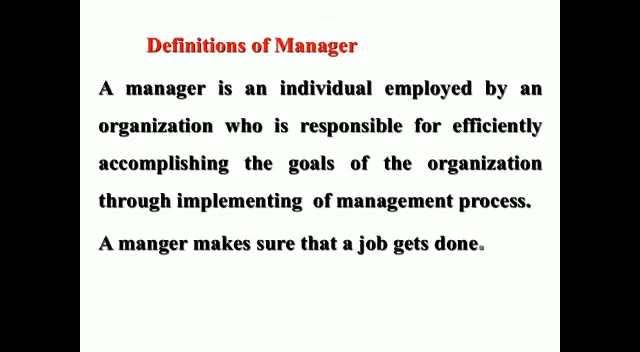 Definitions of Manager
A manager is an individual employed by an
organization who is responsible for efficiently
accomplishing the goals of the organization
through implementing of management process.
A manger makes sure that a job gets done.